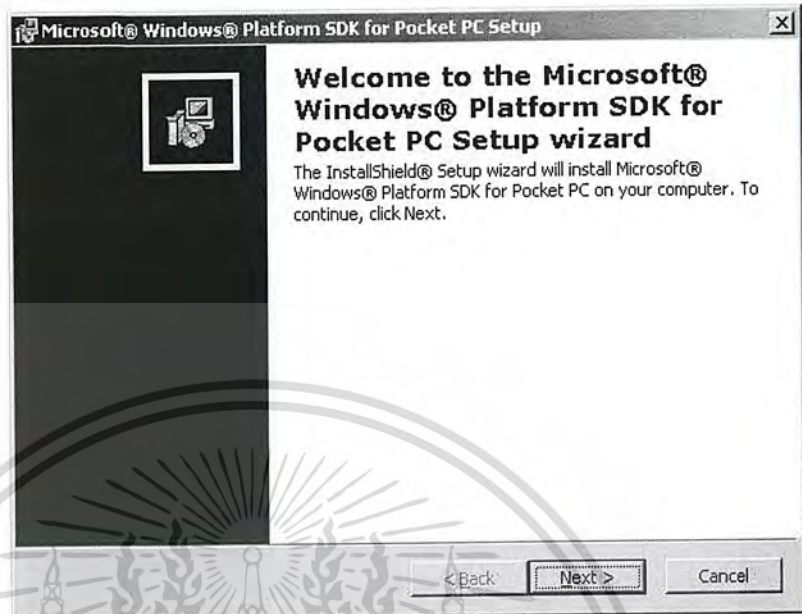 Microsoft® Windows® Platform SDK for Pocket PC Setup
Welcome to the Microsoft®
Windows® Platform SDK for
Pocket PC Setup wizard
The InstallShield® Setup wizard will install Microsoft®
Windows® Platform SDK for Pocket PC on your computer. To
continue, click Next.
< Back
Next >
Cancel